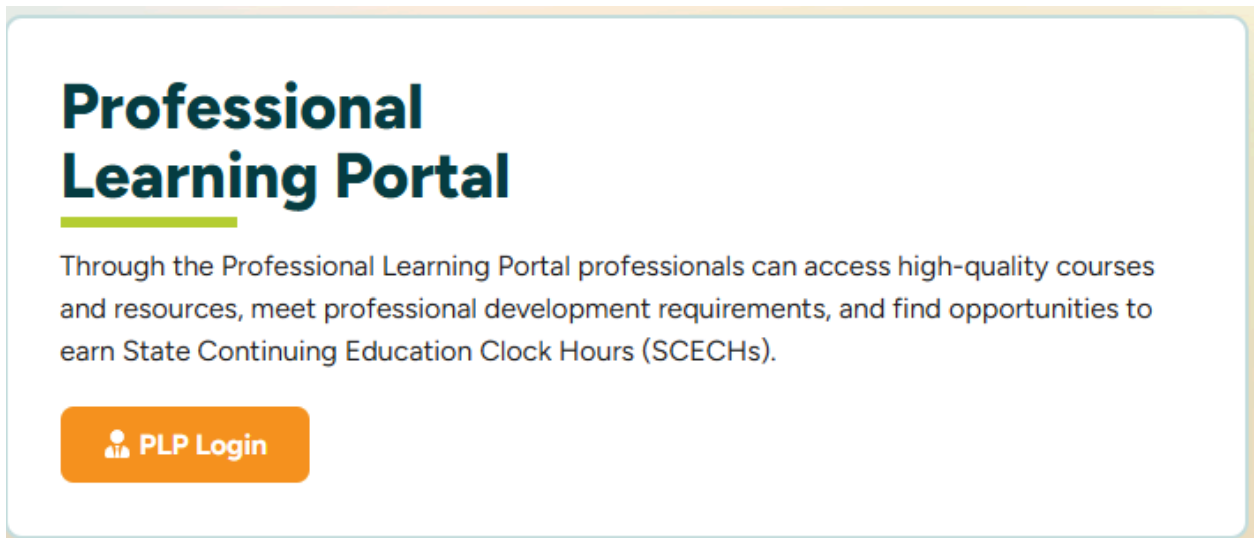 Professional
Learning Portal
Through the Professional Learning Portal professionals can access high-quality courses
and resources, meet professional development requirements, and find opportunities to
earn State Continuing Education Clock Hours (SCECHs).
PLP Login